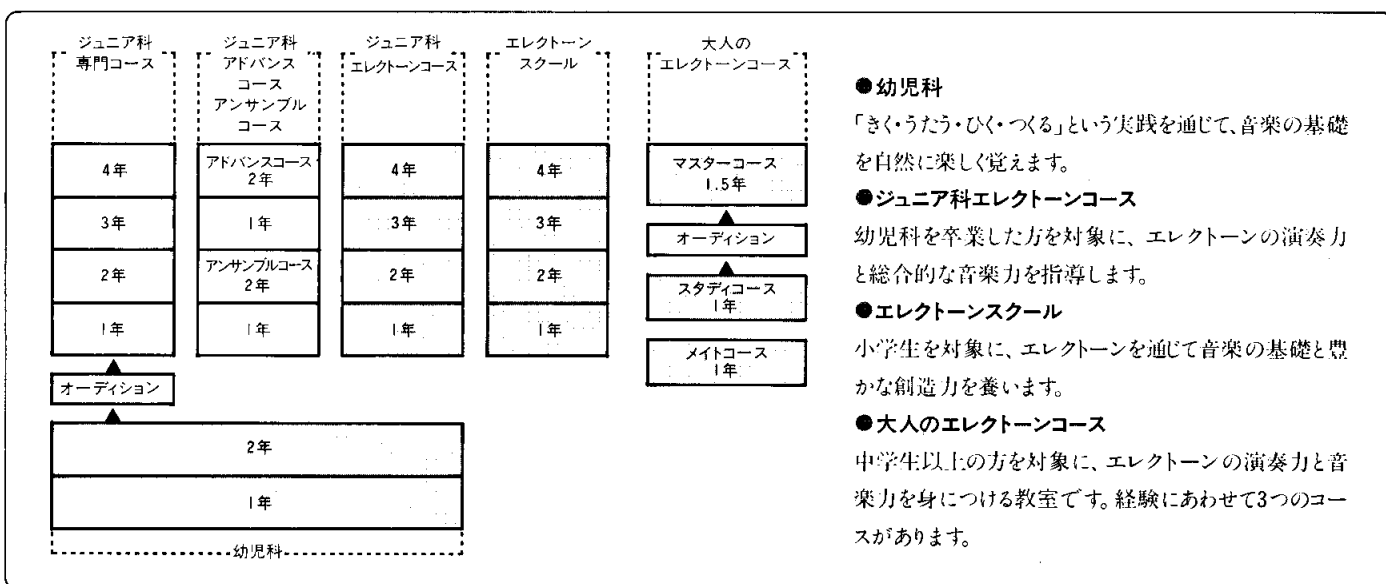 ジュニア科
専門コース
4年
3年
2年
1年
オーディション
ジュニア科
アドバンス
コース
アンサンブル
コース
アドバンスコース
2年
1年
アンサンブルコース
2年
1年
ジュニア科
エレクトーンコース
4年
3年
2年
1年
エレクトーン
スクール
4年
3年
2年
1年
大人の
エレクトーンコース
マスターコース
1.5年
オーディション
スタディコース
1年
メイトコース
1年
2年
1年
幼児科
●幼児科
「きく・うたう・ひく・つくる」という実践を通じて、音楽の基礎
を自然に楽しく覚えます。
●ジュニア科エレクトーンコース
幼児科を卒業した方を対象に、エレクトーンの演奏力
と総合的な音楽力を指導します。
●エレクトーンスクール
小学生を対象に、エレクトーンを通じて音楽の基礎と豊
かな創造力を養います。
●大人のエレクトーンコース
中学生以上の方を対象に、エレクトーンの演奏力と音
楽力を身につける教室です。経験にあわせて3つのコー
スがあります。